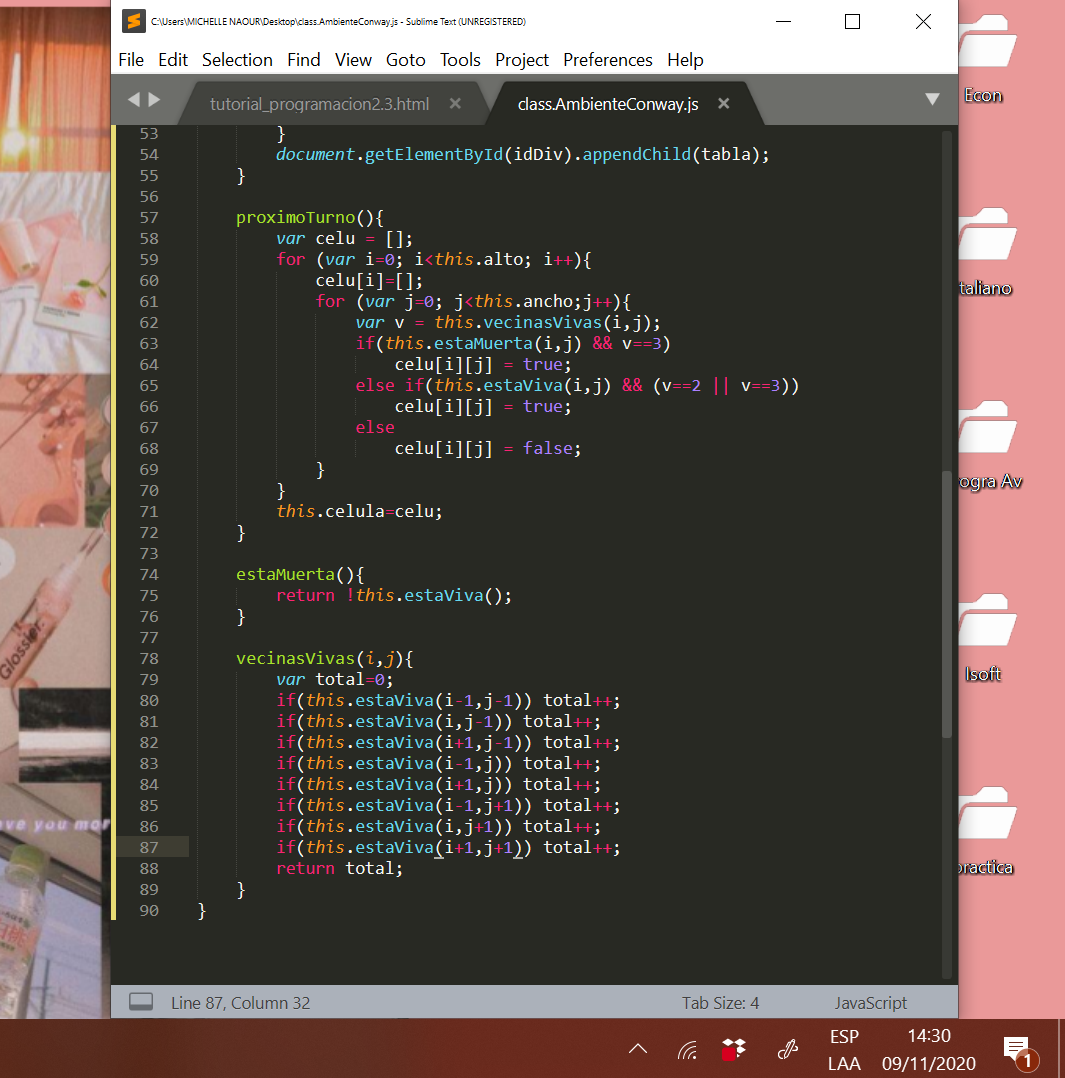 C:\Users\MICHELLE NAOUR\Desktop\class.AmbienteConway.js - Sublime Text (UNREGISTERED)
File Edit Selection Find View Goto Tools Project Preferences Help
tutorial_programacion2.3.html class.AmbienteConway.js
53 }
54 document.getElementById(idDiv).appendChild(tabla);
55 }
56
57 proximoTurno(){
58 var celu = [];
59 for (var i=0; i<this.alto; i++){
60 celu[i]=[];
61 for (var j=0; j<this.ancho;j++){
62 var v = this.vecinasVivas(i,j);
63 if(this.estaMuerta(i,j) && v==3)
64 celu[i][j] = true;
65 else if(this.estaViva(i,j) && (v==2 || v==3))
66 celu[i][j] = true;
67 else
68 celu[i][j] = false;
69 }
70 }
71 this.celula=celu;
72 }
73
74 estaMuerta(){
75 return !this.estaViva();
76 }
77
78 vecinasVivas(i,j){
79 var total=0;
80 if(this.estaViva(i-1,j-1)) total++;
81 if(this.estaViva(i,j-1)) total++;
82 if(this.estaViva(i+1,j-1)) total++;
83 if(this.estaViva(i-1,j)) total++;
84 if(this.estaViva(i+1,j)) total++;
85 if(this.estaViva(i-1,j+1)) total++;
86 if(this.estaViva(i,j+1)) total++;
87 if(this.estaViva(i+1,j+1)) total++;
88 return total;
89 }
90 }
Line 87, Column 32 Tab Size: 4 JavaScript
Econ
taliano
rogra Av
Isoft
practica
Glossier.
ve you mor
ESP
LAA
14:30
09/11/2020
1